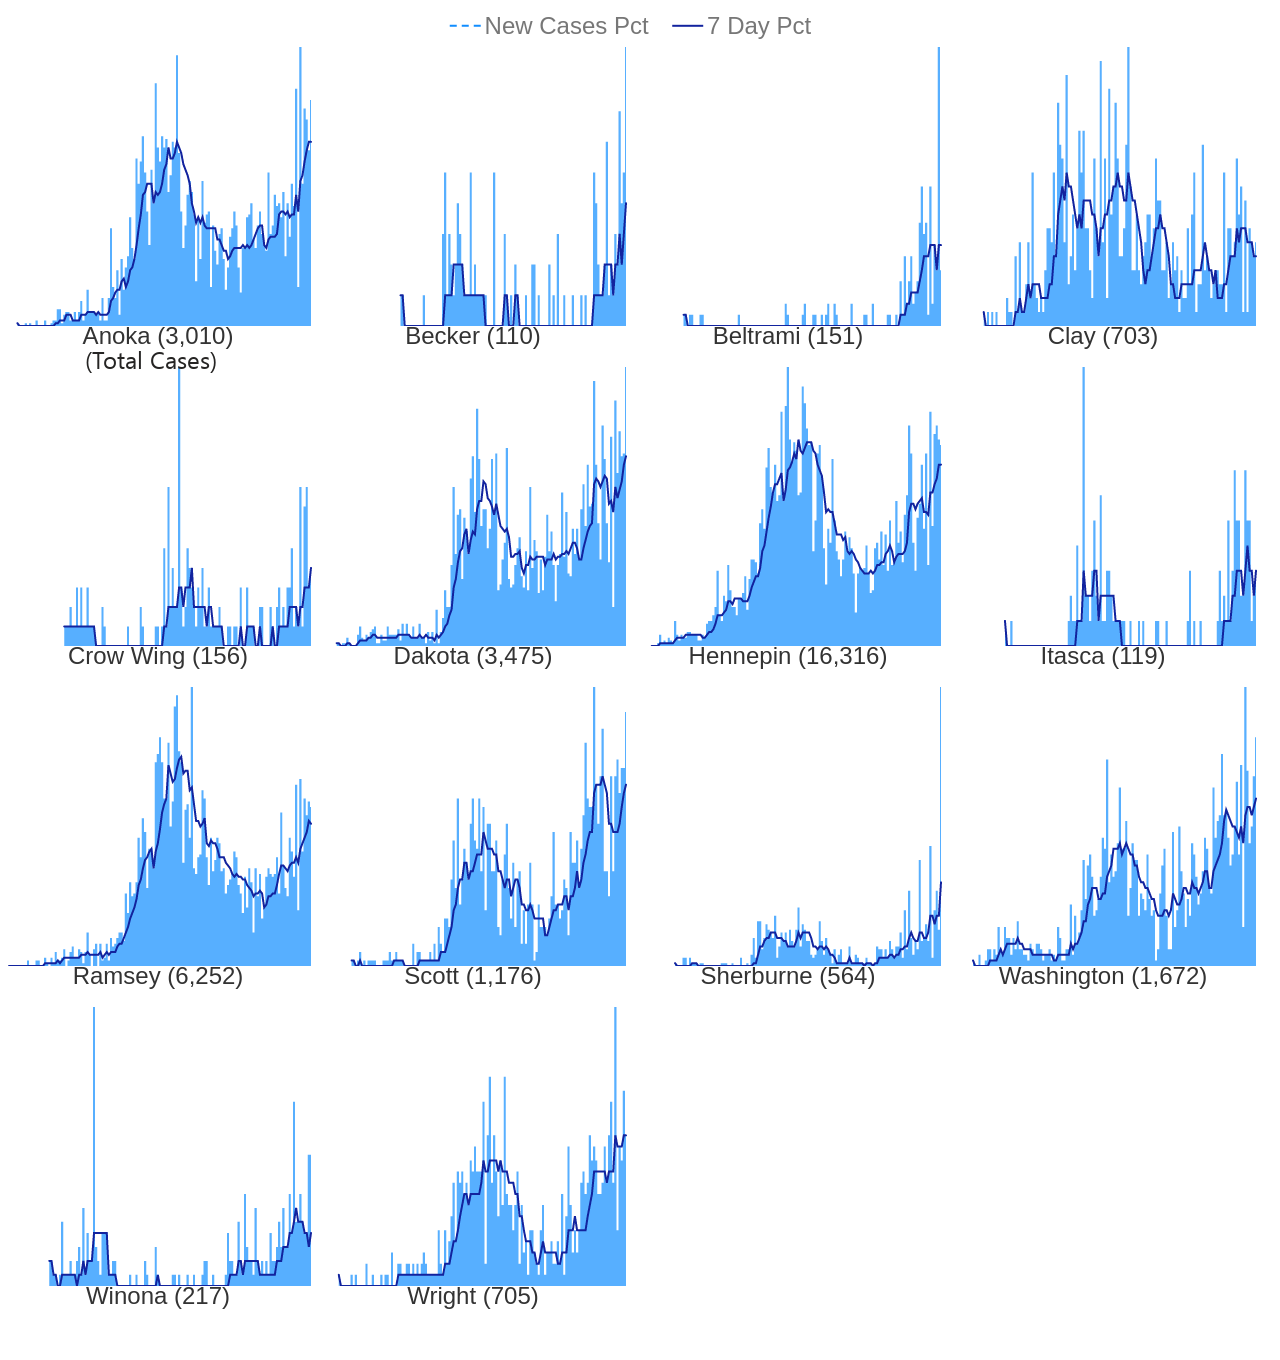 New Cases Pct 7 Day Pct
Anoka (3,010) Becker (110) Beltrami (151) Clay (703)
(Total Cases)
Crow Wing (156) Dakota (3,475) Hennepin (16,316) Itasca (119)
Ramsey (6,252) Scott (1,176) Sherburne (564) Washington (1,672)
Winona (217) Wright (705)